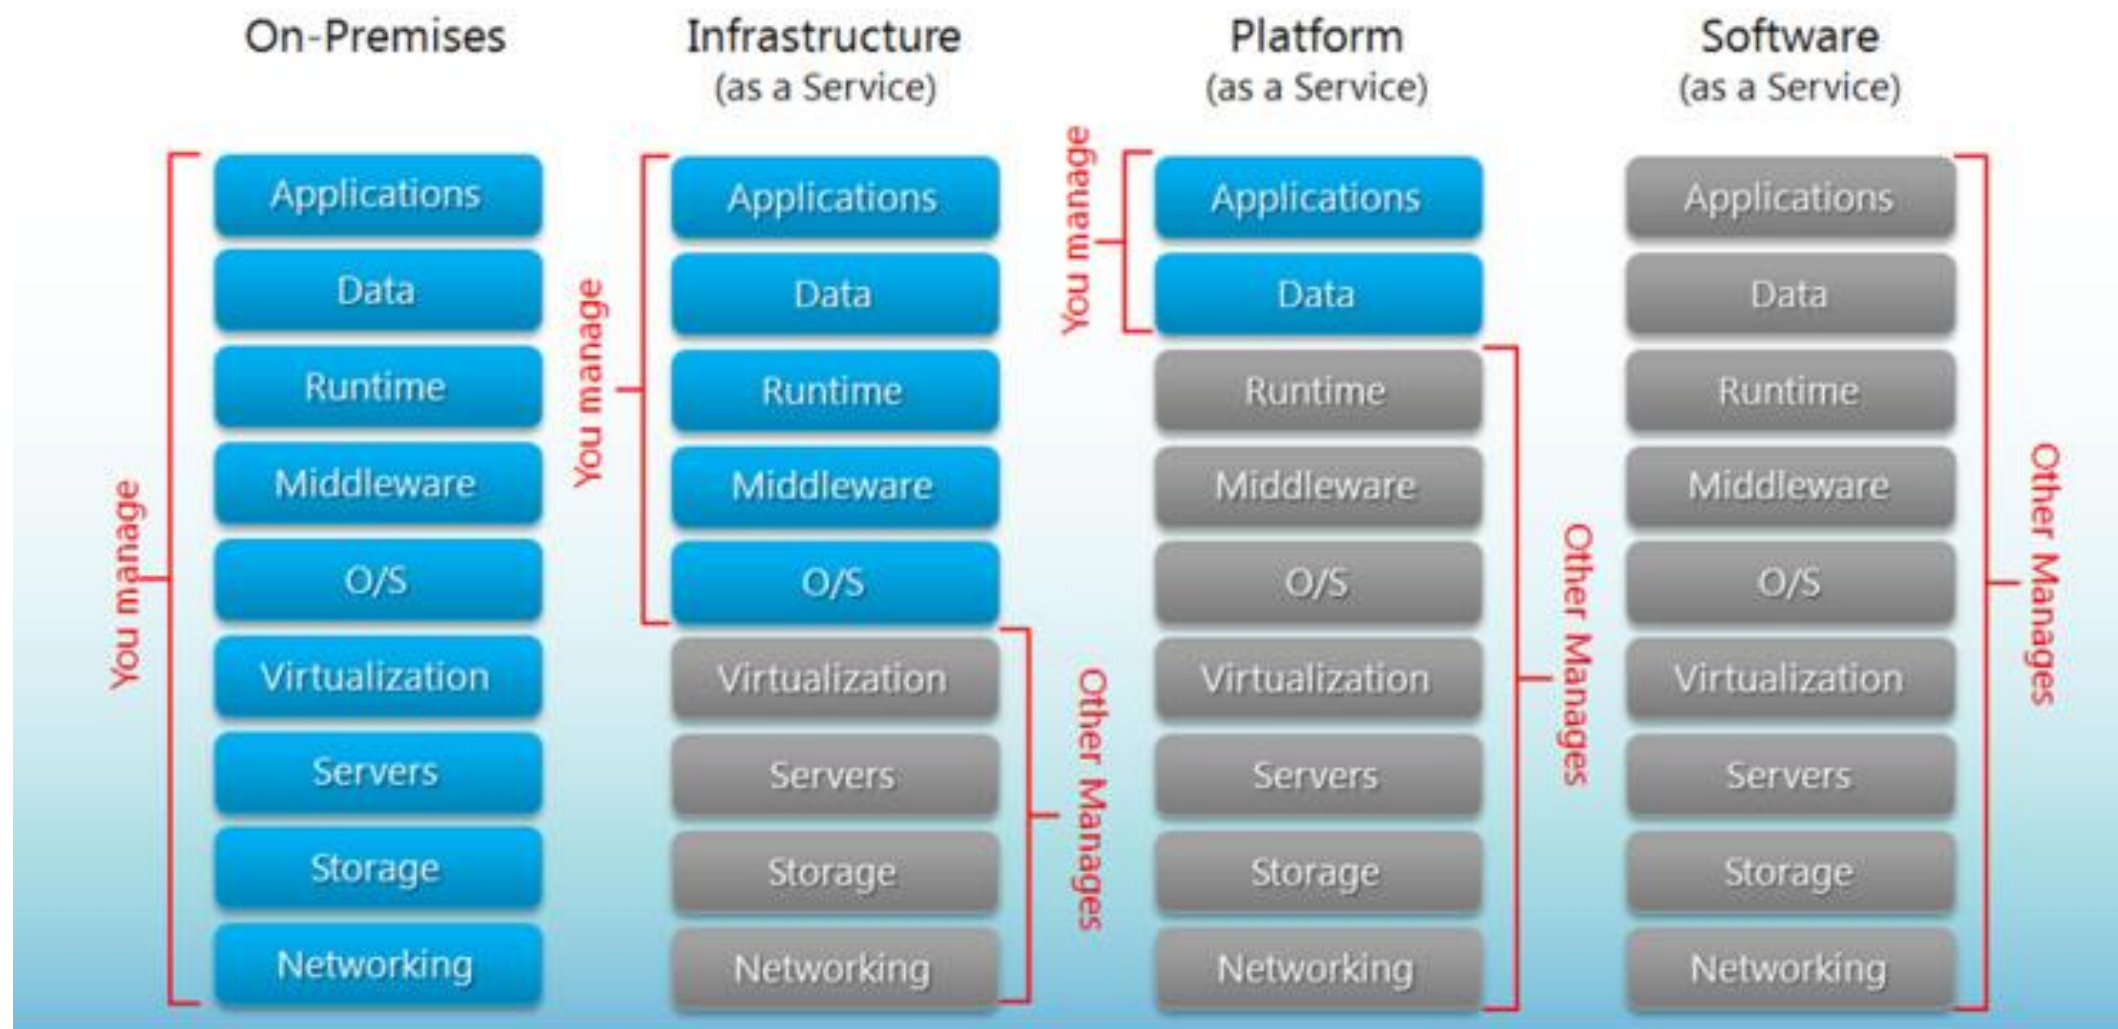 On-Premises
Infrastructure
(as a Service)
Platform
(as a Service)
Software
(as a Service)
You manage
Applications
Data
Runtime
Middleware
O/S
Virtualization
Servers
Storage
Networking
You manage
Applications
Data
Runtime
Middleware
O/S
Virtualization
Servers
Storage
Networking
Other Manages
You manage
Applications
Data
Runtime
Middleware
O/S
Virtualization
Servers
Storage
Networking
Other Manages
Applications
Data
Runtime
Middleware
O/S
Virtualization
Servers
Storage
Networking
Other Manages